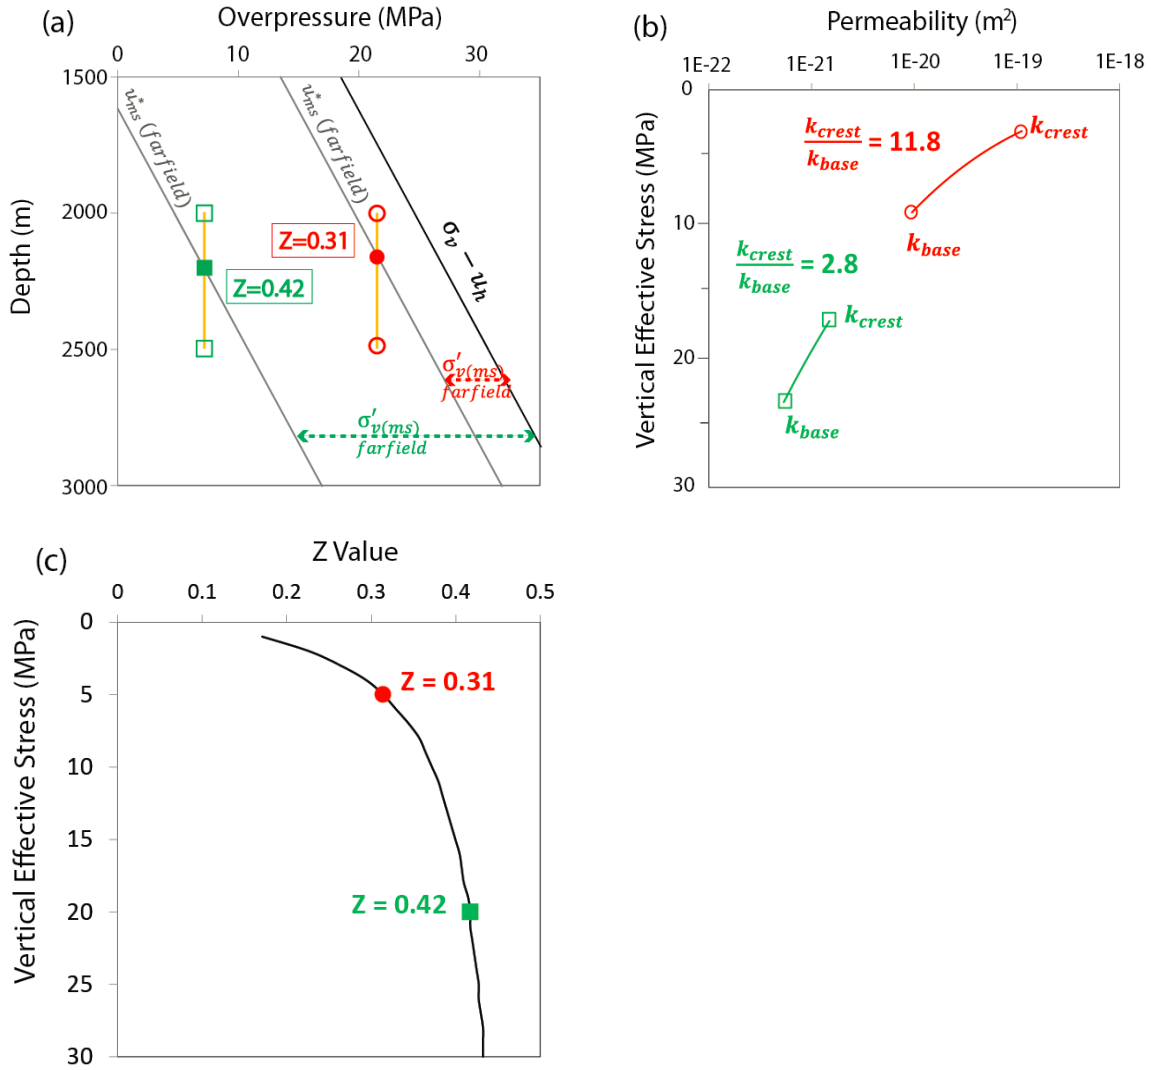 (a)
Overpressure (MPa)
0 10 20 30
Depth (m)
1500
2000
2500
3000
u*ms (farfield)
u*ms (farfield)
σv − uh
Z=0.31
Z=0.42
σ′v(ms)
farfield
σ′v(ms)
farfield
(b)
Permeability (m²)
1E-22 1E-21 1E-20 1E-19 1E-18
Vertical Effective Stress (MPa)
0
10
20
30
kcrest/kbase = 11.8
kcrest
kbase
kcrest/kbase = 2.8
kcrest
kbase
(c)
Z Value
0 0.1 0.2 0.3 0.4 0.5
Vertical Effective Stress (MPa)
0
5
10
15
20
25
30
Z = 0.31
Z = 0.42